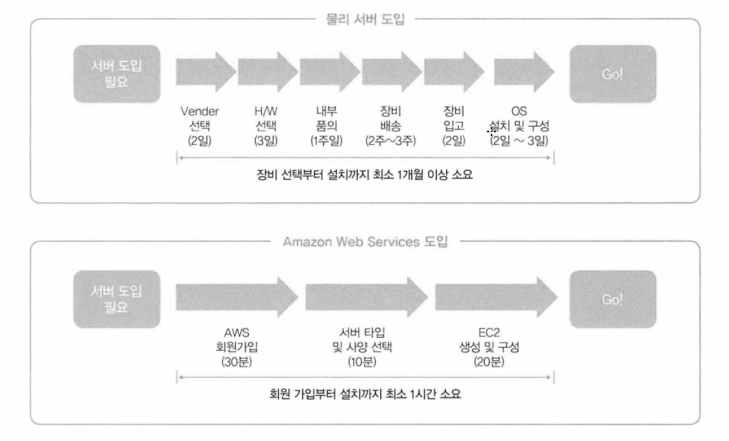 물리 서버 도입
서버 도입
필요
Vender
선택
(2일)
H/W
선택
(3일)
내부
품의
(1주일)
장비
배송
(2주~3주)
장비
입고
(2일)
OS
설치 및 구성
(2일 ~ 3일)
Go!
장비 선택부터 설치까지 최소 1개월 이상 소요
Amazon Web Services 도입
서버 도입
필요
AWS
회원가입
(30분)
서버 타입
및 사양 선택
(10분)
EC2
생성 및 구성
(20분)
Go!
회원 가입부터 설치까지 최소 1시간 소요